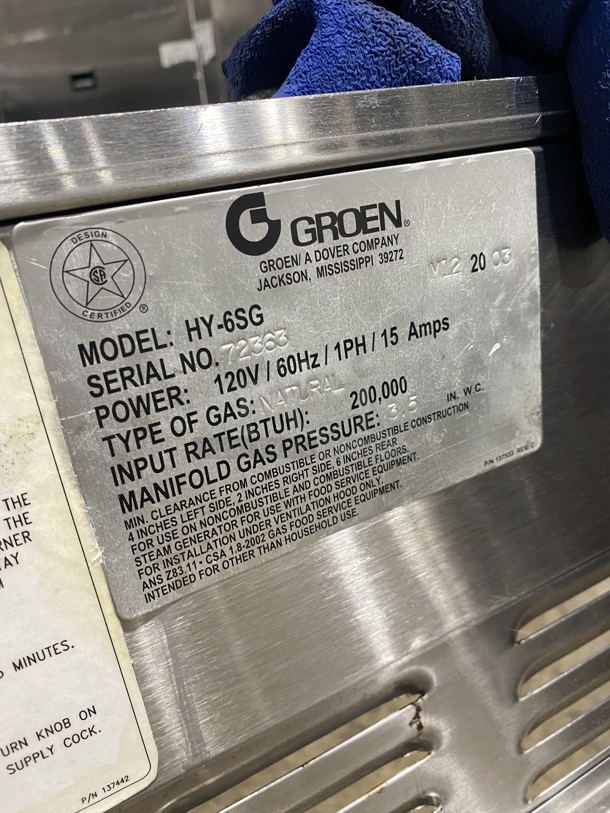 DESIGN
SA
CERTIFIED
®
G GROEN®
GROEN/ A DOVER COMPANY
JACKSON, MISSISSIPPI 39272
20 03
MODEL: HY-6SG
SERIAL NO. 72363
POWER: 120V / 60Hz / 1PH / 15 Amps
TYPE OF GAS: NATURAL
INPUT RATE(BTUH): 200,000
MANIFOLD GAS PRESSURE: 3.5 IN. W.C.
MIN. CLEARANCE FROM COMBUSTIBLE OR NONCOMBUSTIBLE CONSTRUCTION
4 INCHES LEFT SIDE, 2 INCHES RIGHT SIDE, 6 INCHES REAR
FOR USE ON NONCOMBUSTIBLE AND COMBUSTIBLE FLOORS.
STEAM GENERATOR FOR USE WITH FOOD SERVICE EQUIPMENT.
FOR INSTALLATION UNDER VENTILATION HOOD ONLY.
ANS Z83.11 - CSA 1.8-2002 GAS FOOD SERVICE EQUIPMENT.
INTENDED FOR OTHER THAN HOUSEHOLD USE.
P/N 137533 REV C
THE
THE
MINUTES.
URN KNOB ON
SUPPLY COCK.
P/N 137442